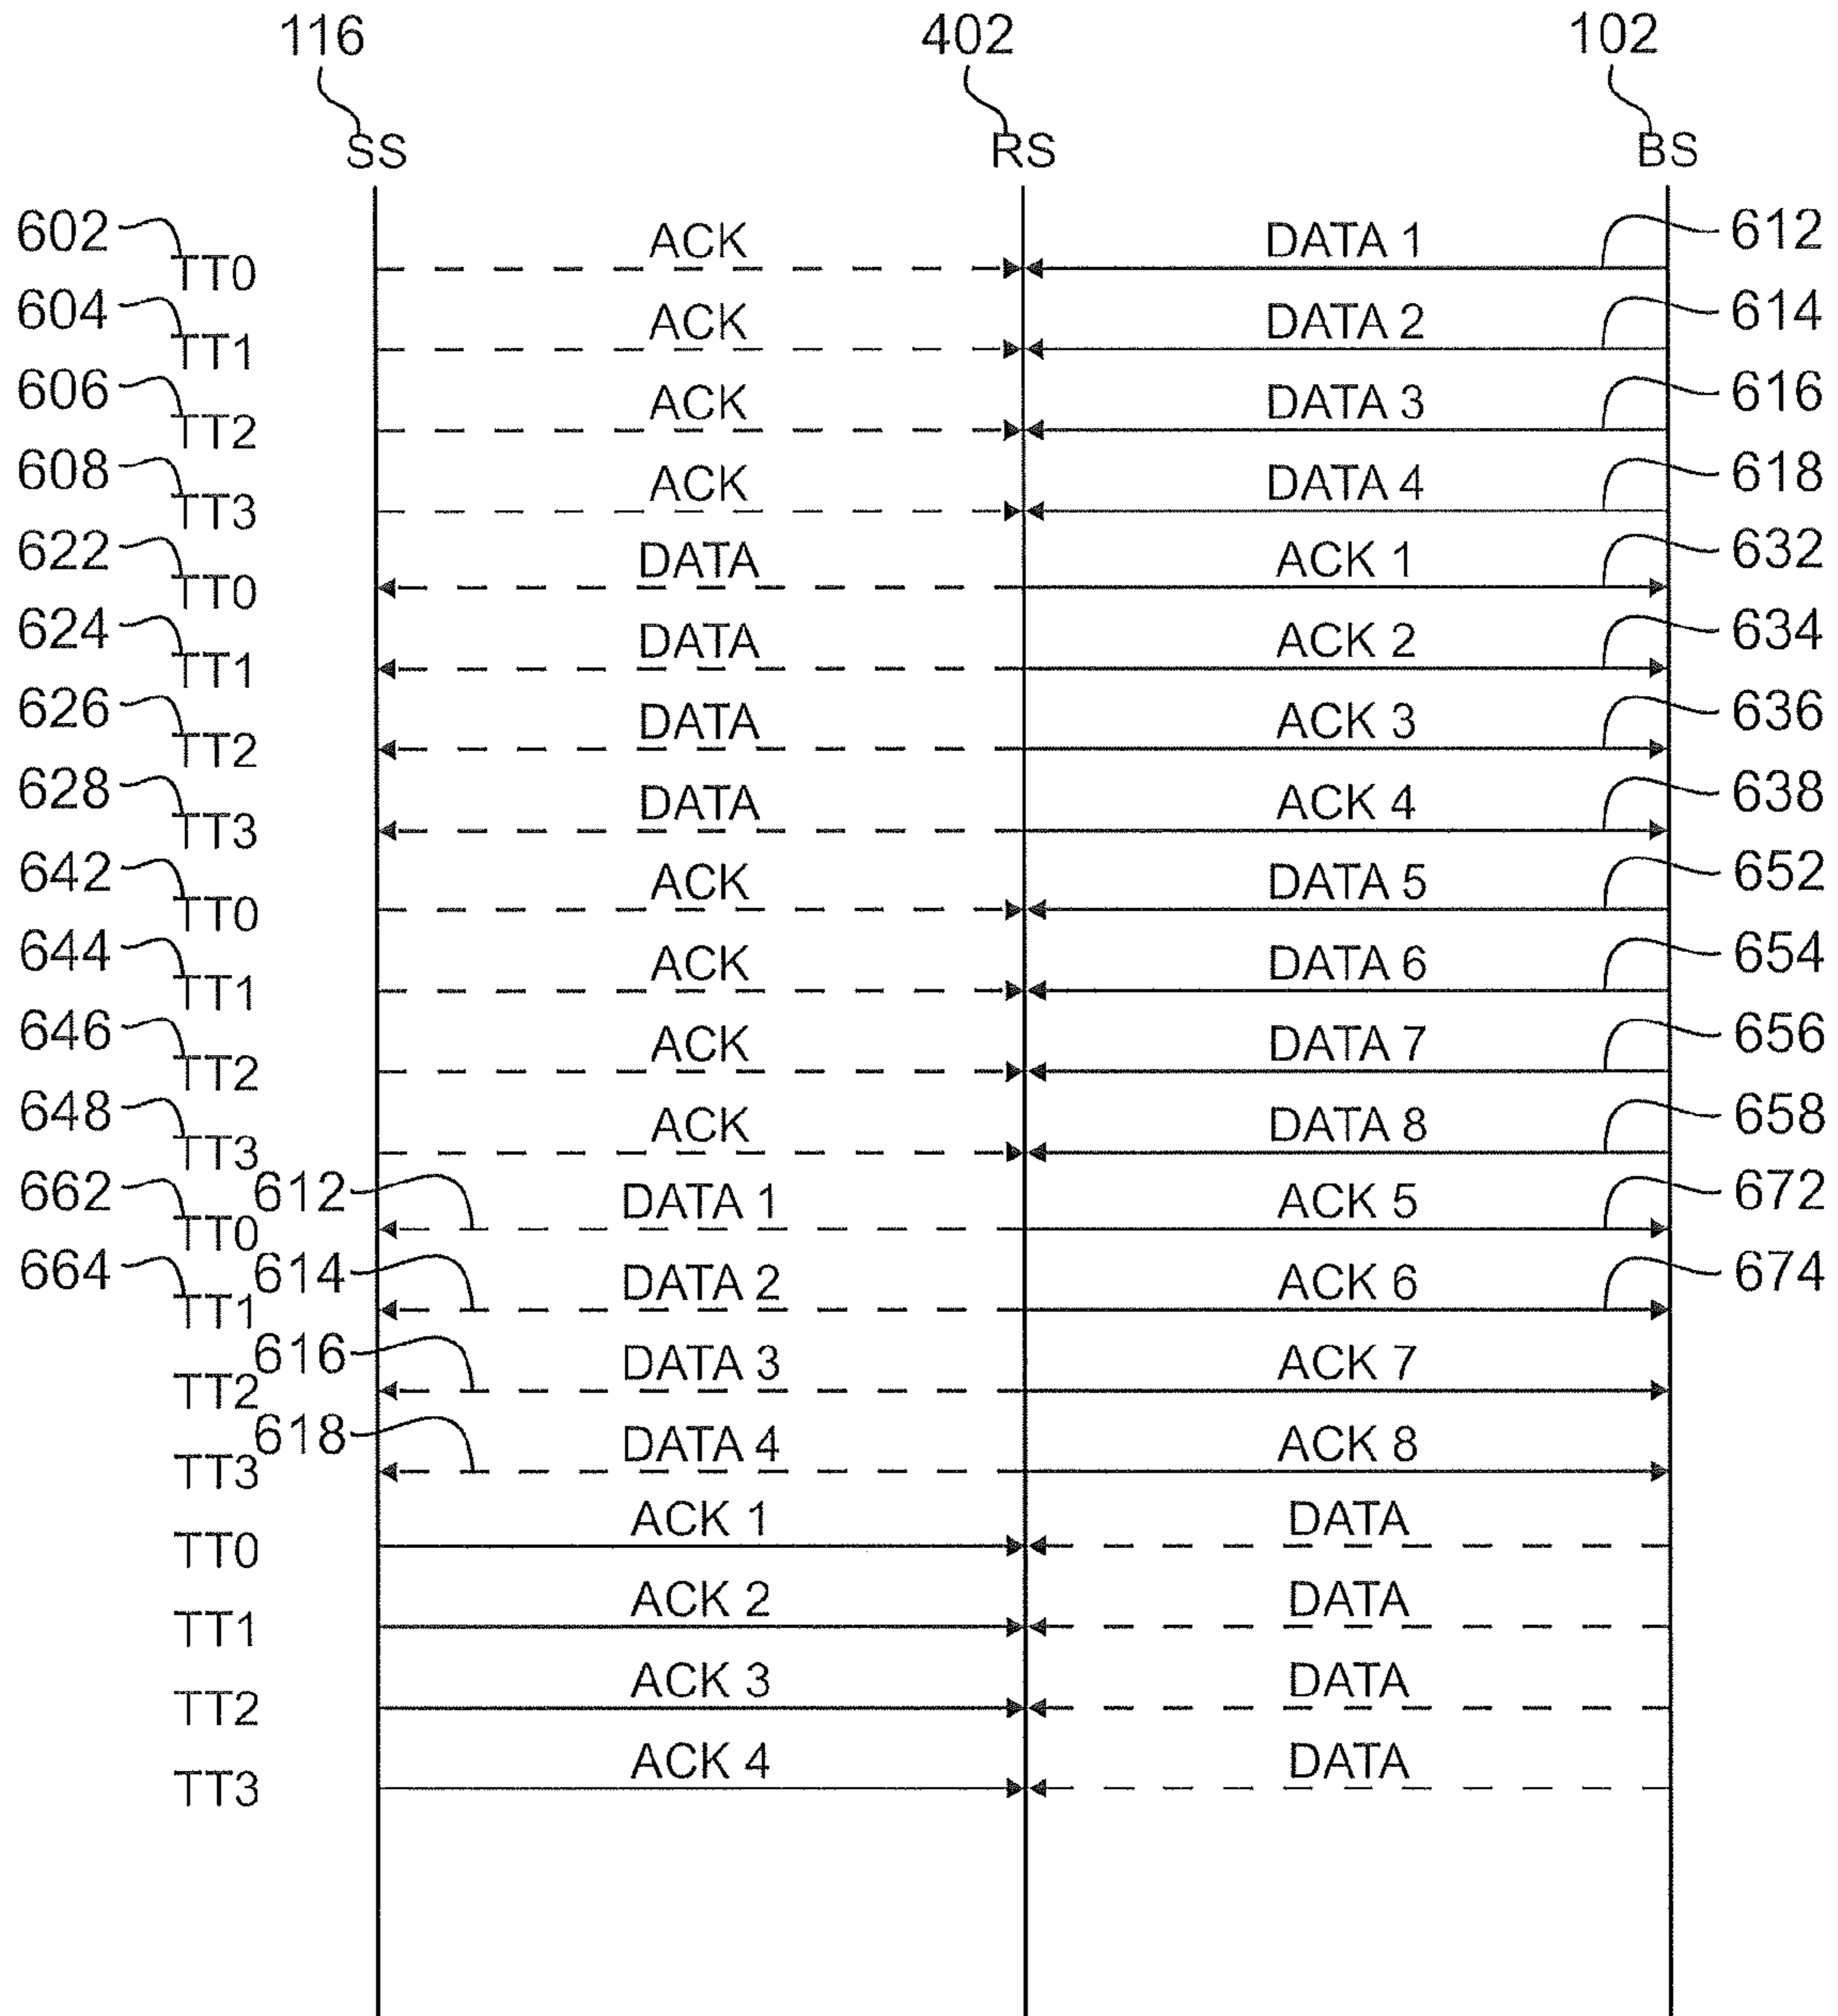 116 402 102
SS RS BS
602 TT0 ACK DATA 1 612
604 TT1 ACK DATA 2 614
606 TT2 ACK DATA 3 616
608 TT3 ACK DATA 4 618
622 TT0 DATA ACK 1 632
624 TT1 DATA ACK 2 634
626 TT2 DATA ACK 3 636
628 TT3 DATA ACK 4 638
642 TT0 ACK DATA 5 652
644 TT1 ACK DATA 6 654
646 TT2 ACK DATA 7 656
648 TT3 ACK DATA 8 658
662 TT0 612 DATA 1 ACK 5 672
664 TT1 614 DATA 2 ACK 6 674
TT2 616 DATA 3 ACK 7
TT3 618 DATA 4 ACK 8
TT0 ACK 1 DATA
TT1 ACK 2 DATA
TT2 ACK 3 DATA
TT3 ACK 4 DATA